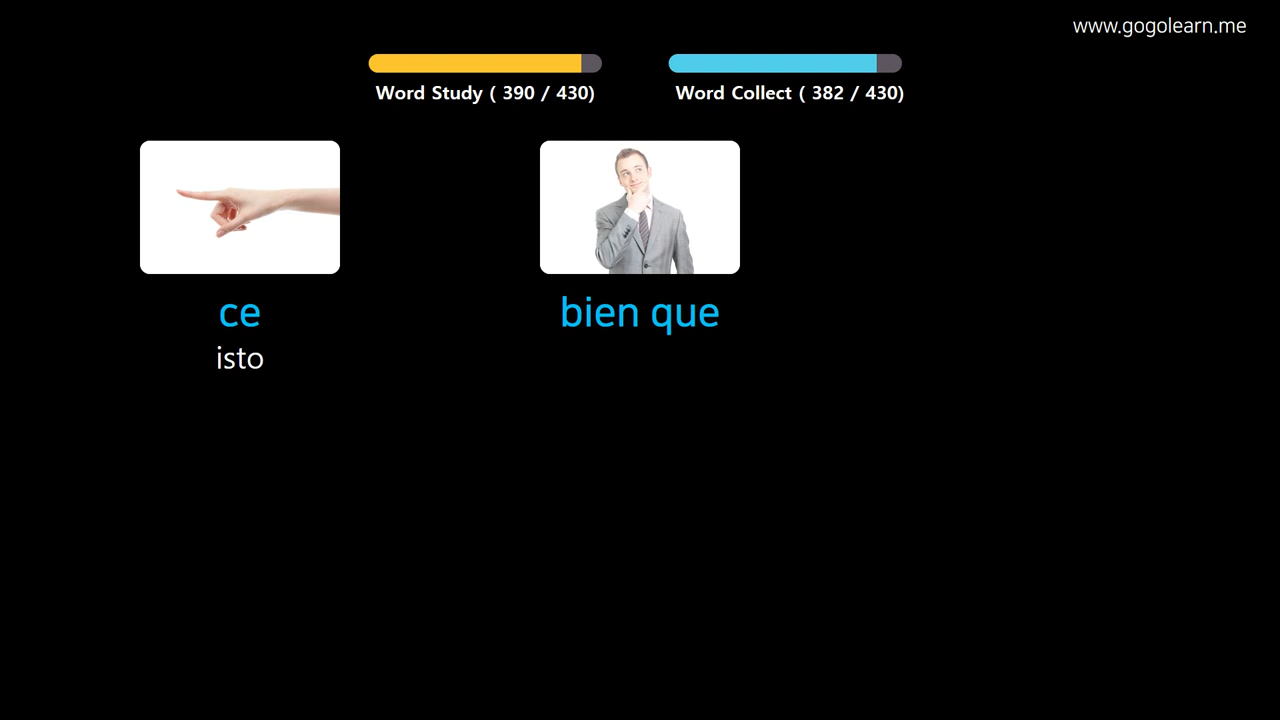 www.gogolearn.me
Word Study ( 390 / 430)
Word Collect ( 382 / 430)
ce
bien que
isto